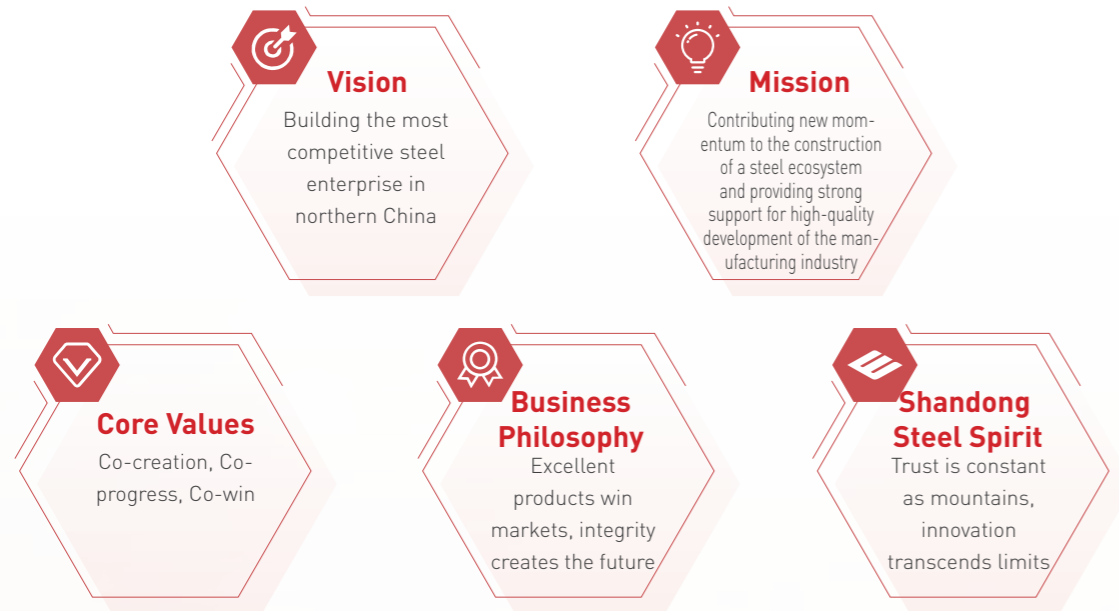 Vision
Building the most
competitive steel
enterprise in
northern China
Mission
Contributing new mom-
entum to the construction
of a steel ecosystem
and providing strong
support for high-quality
development of the man-
ufacturing industry
Core Values
Co-creation, Co-
progress, Co-win
Business
Philosophy
Excellent
products win
markets, integrity
creates the future
Shandong
Steel Spirit
Trust is constant
as mountains,
innovation
transcends limits